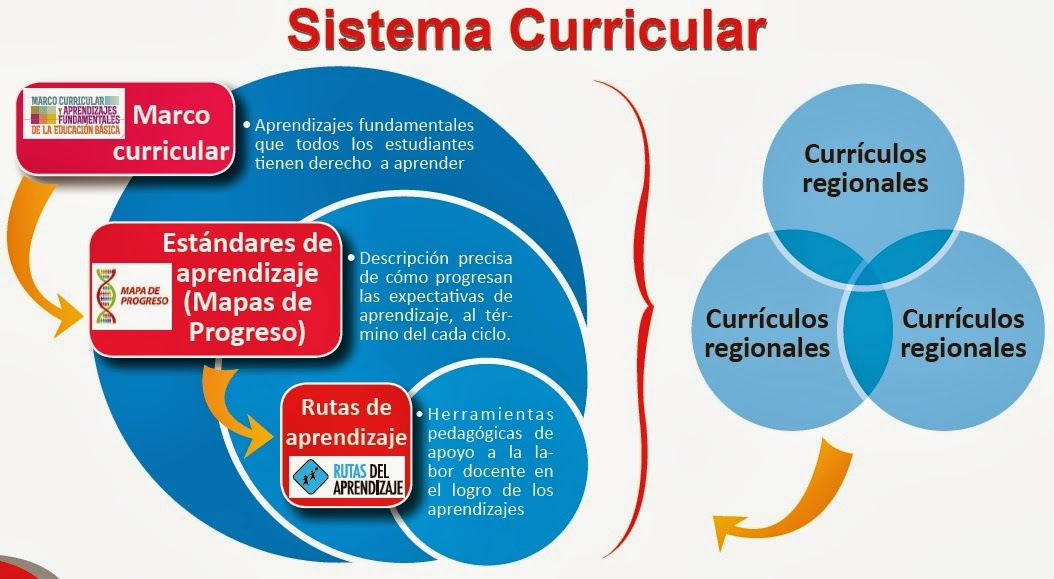 Sistema Curricular
MARCO CURRICULAR
Y APRENDIZAJES
FUNDAMENTALES
DE LA EDUCACIÓN BÁSICA
Marco
curricular
• Aprendizajes fundamentales
que todos los estudiantes
tienen derecho a aprender
Estándares de
aprendizaje
(Mapas de
Progreso)
MAPA DE
PROGRESO
• Descripción precisa
de cómo progresan
las expectativas de
aprendizaje, al tér-
mino del cada ciclo.
Rutas de
aprendizaje
RUTAS DEL
APRENDIZAJE
• Herramientas
pedagógicas de
apoyo a la la-
bor docente en
el logro de los
aprendizajes
Currículos
regionales
Currículos
regionales
Currículos
regionales